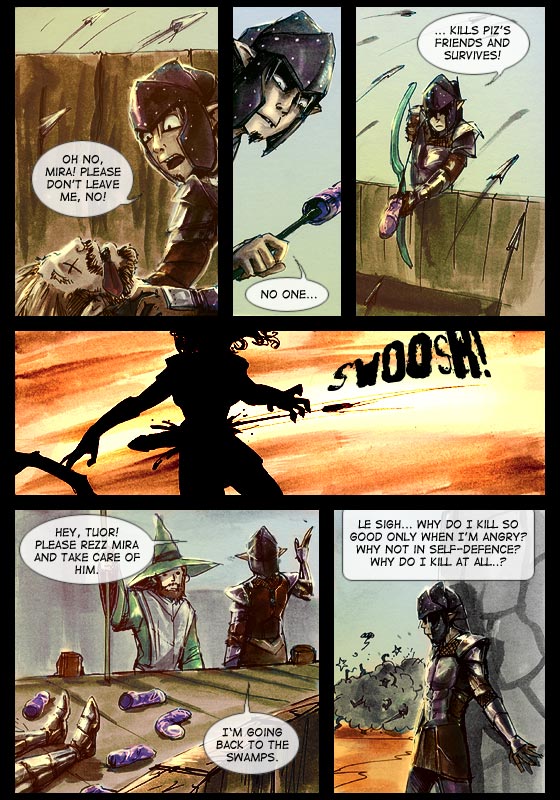 OH NO,
MIRA! PLEASE
DON'T LEAVE
ME, NO!
NO ONE...
... KILLS PIZ'S
FRIENDS AND
SURVIVES!
SWOOSH!
HEY, TUOR!
PLEASE REZZ MIRA
AND TAKE CARE OF
HIM.
I'M GOING
BACK TO THE
SWAMPS.
LE SIGH... WHY DO I KILL SO
GOOD ONLY WHEN I'M ANGRY?
WHY NOT IN SELF-DEFENCE?
WHY DO I KILL AT ALL..?